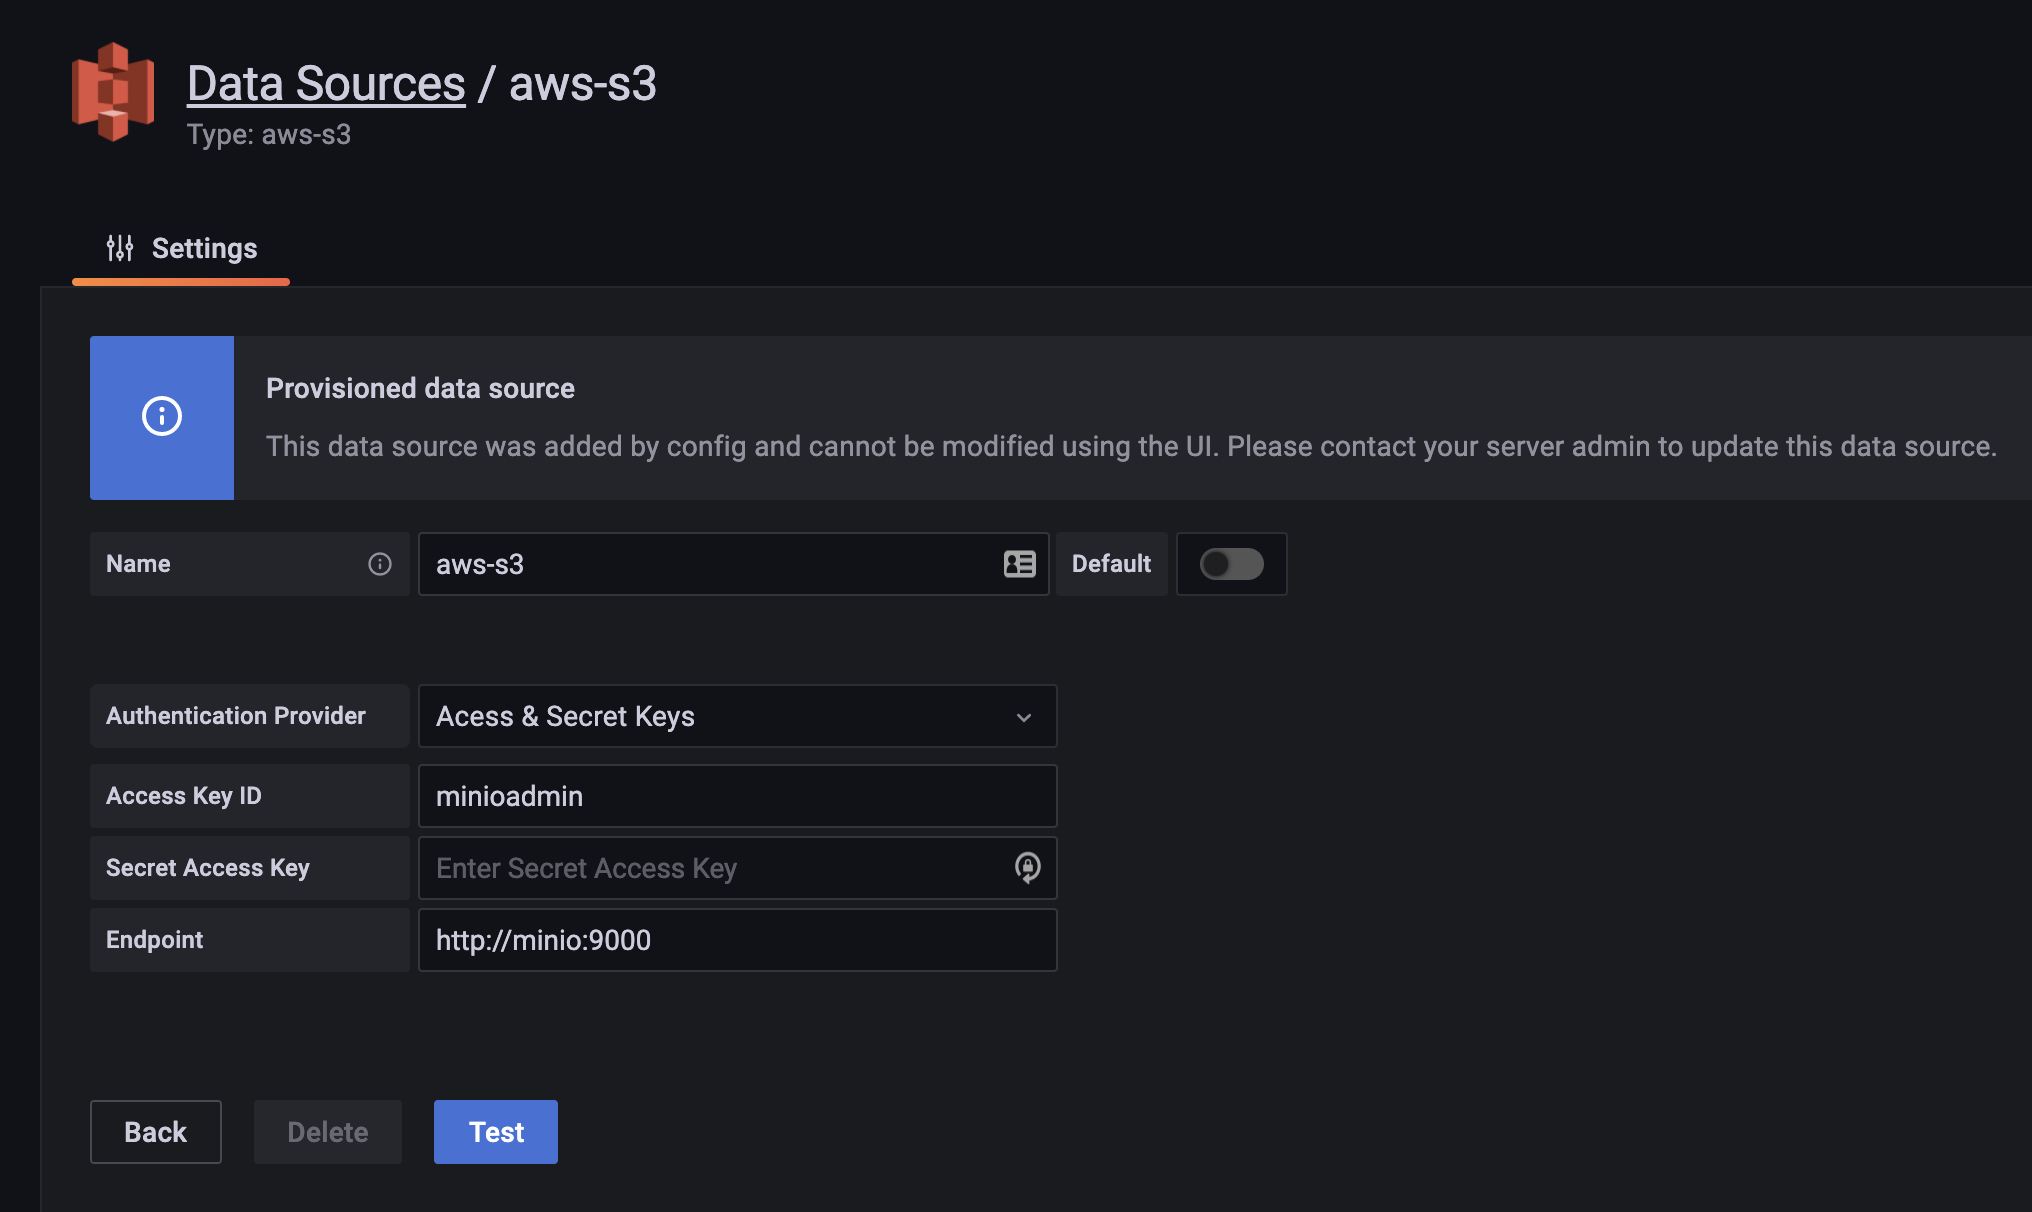 Data Sources / aws-s3
Type: aws-s3
Settings
Provisioned data source
This data source was added by config and cannot be modified using the UI. Please contact your server admin to update this data source.
Name aws-s3 Default
Authentication Provider Acess & Secret Keys
Access Key ID minioadmin
Secret Access Key Enter Secret Access Key
Endpoint http://minio:9000
Back Delete Test